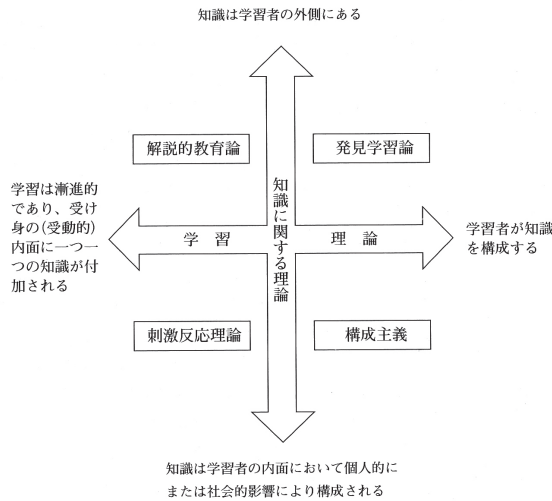 知識は学習者の外側にある
解説的教育論
発見学習論
学習は漸進的
であり、受け
身の(受動的)
内面に一つ一
つの知識が付
加される
学 習
知識に関する理論
理 論
学習者が知識
を構成する
刺激反応理論
構成主義
知識は学習者の内面において個人的に
または社会的影響により構成される